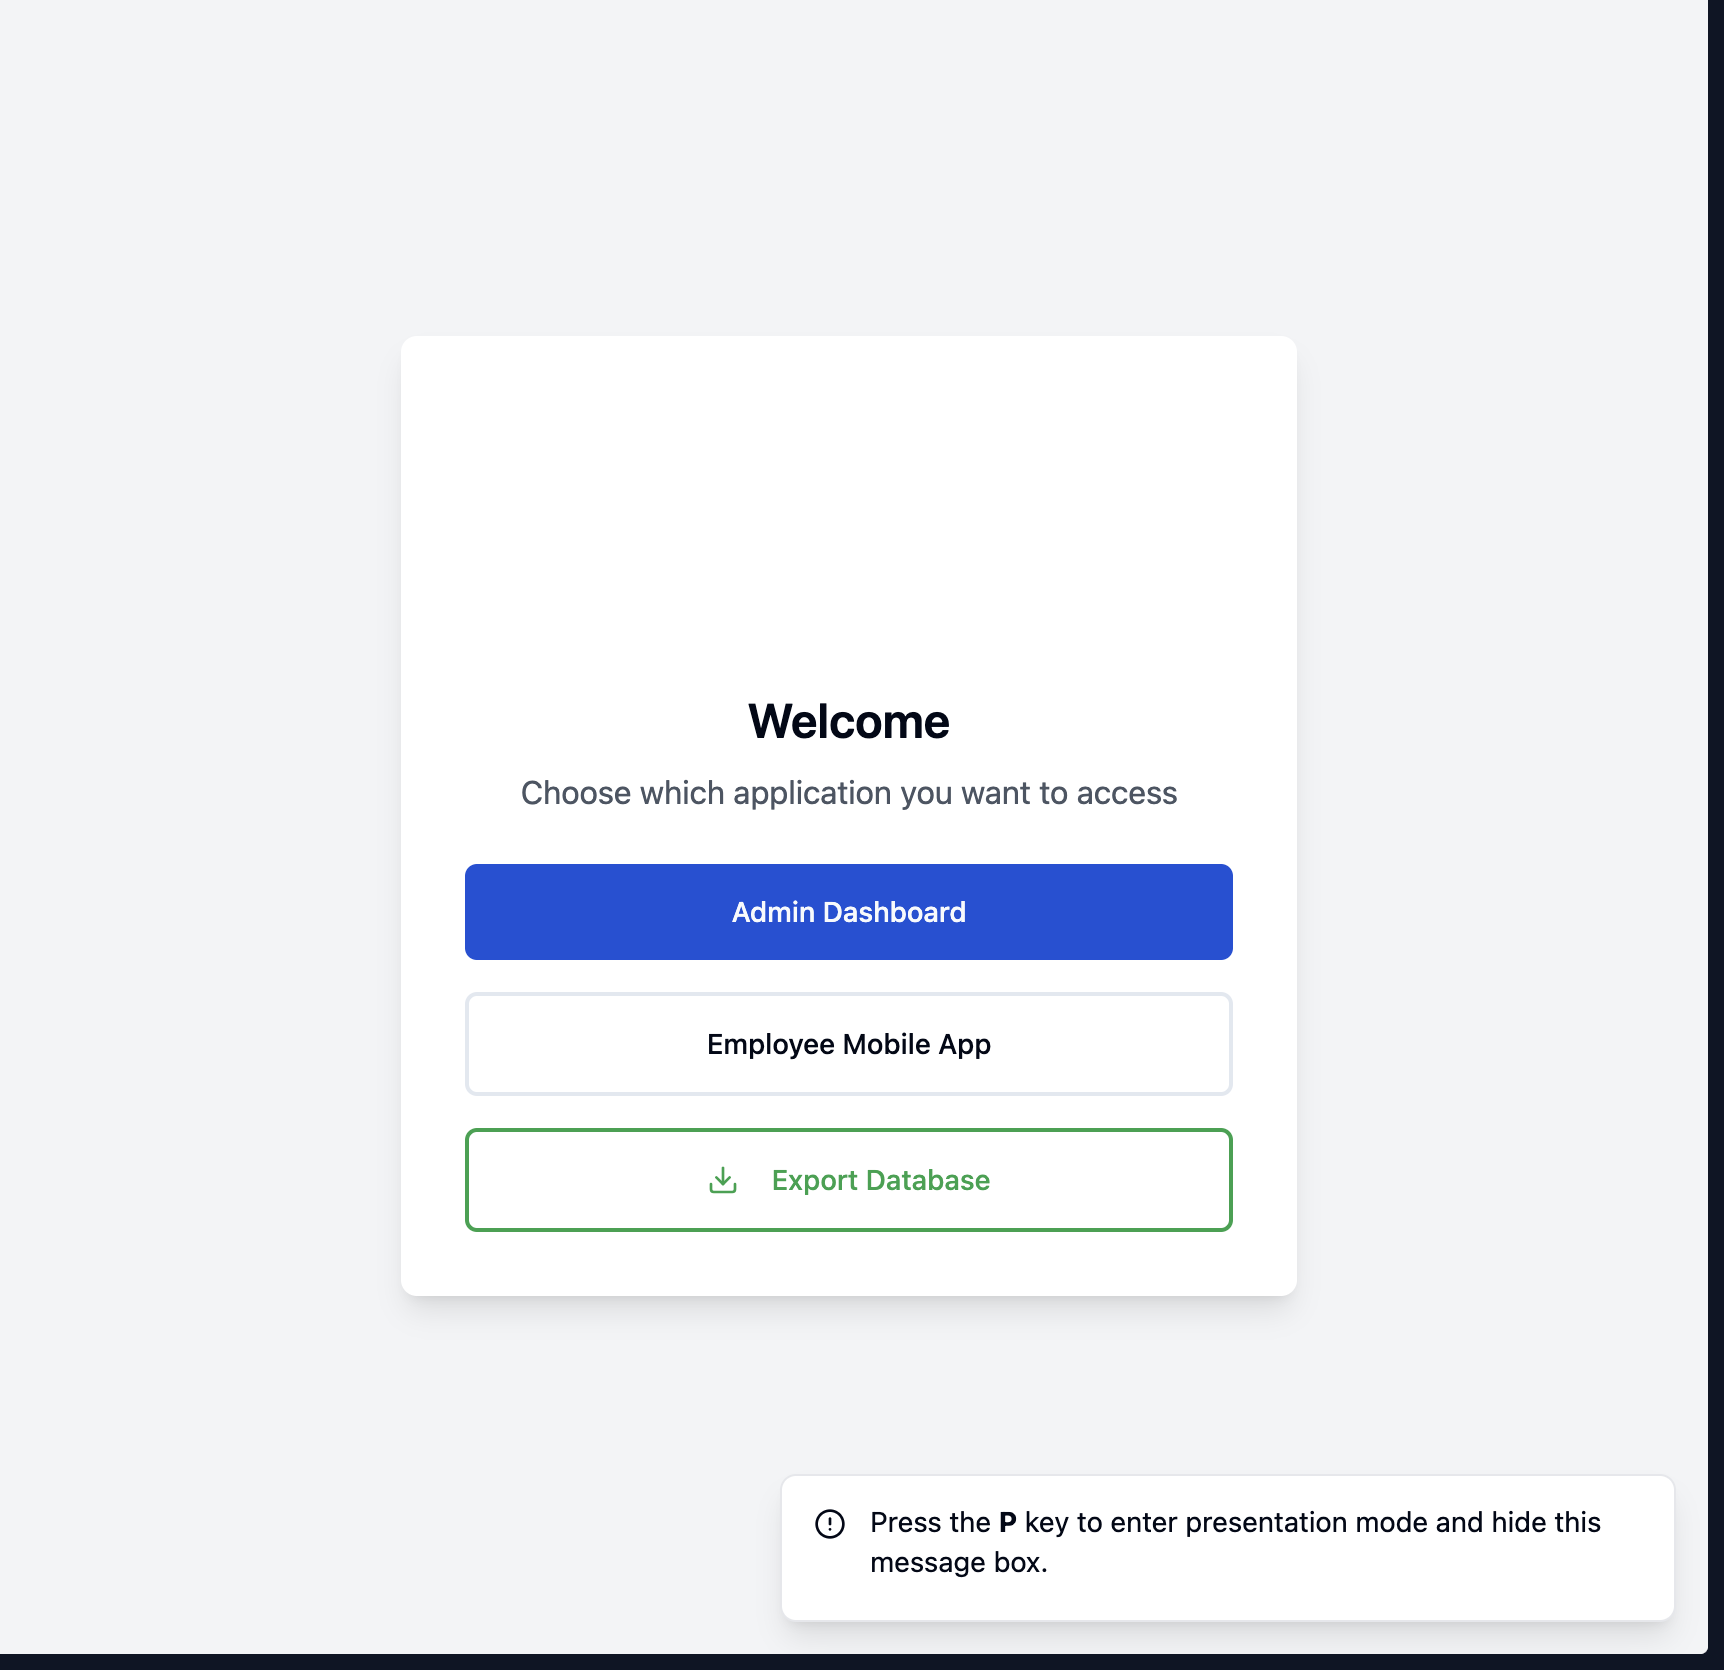 Welcome
Choose which application you want to access
Admin Dashboard
Employee Mobile App
Export Database
Press the P key to enter presentation mode and hide this
message box.